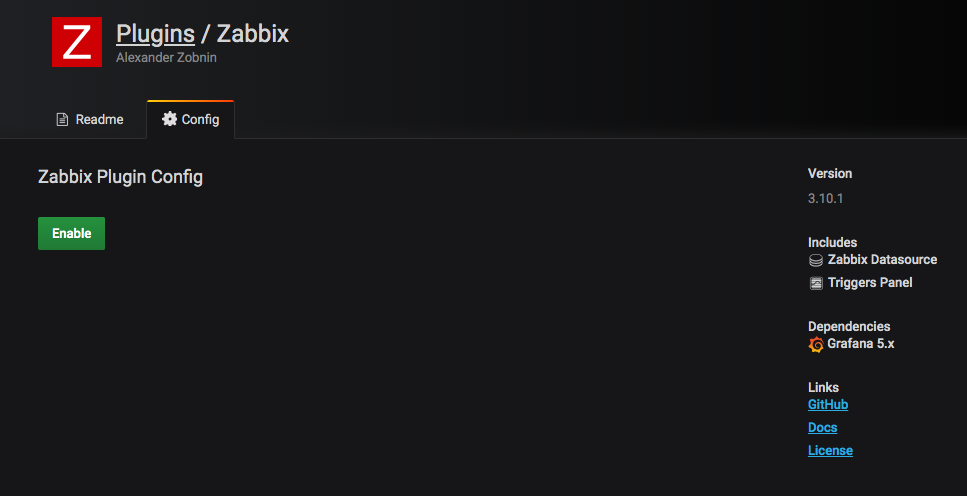 Z
Plugins / Zabbix
Alexander Zobnin
Readme
Config
Zabbix Plugin Config
Enable
Version
3.10.1
Includes
Zabbix Datasource
Triggers Panel
Dependencies
Grafana 5.x
Links
GitHub
Docs
License